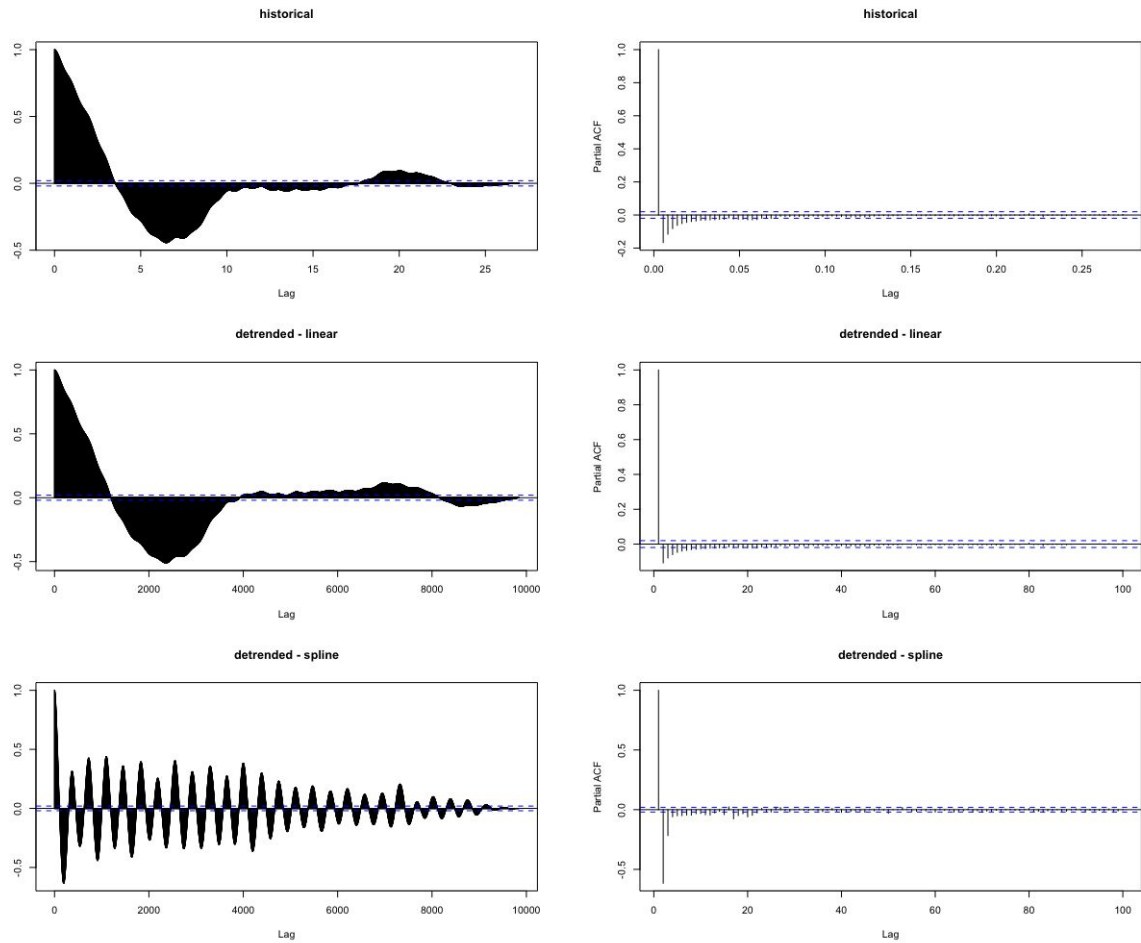 historical
1.0
0.5
0.0
-0.5
0 5 10 15 20 25
Lag
historical
Partial ACF
1.0
0.8
0.6
0.4
0.2
0.0
-0.2
0.00 0.05 0.10 0.15 0.20 0.25
Lag
detrended - linear
1.0
0.5
0.0
-0.5
0 2000 4000 6000 8000 10000
Lag
detrended - linear
Partial ACF
1.0
0.8
0.6
0.4
0.2
0.0
0 20 40 60 80 100
Lag
detrended - spline
1.0
0.5
0.0
-0.5
0 2000 4000 6000 8000 10000
Lag
detrended - spline
Partial ACF
1.0
0.5
0.0
-0.5
0 20 40 60 80 100
Lag